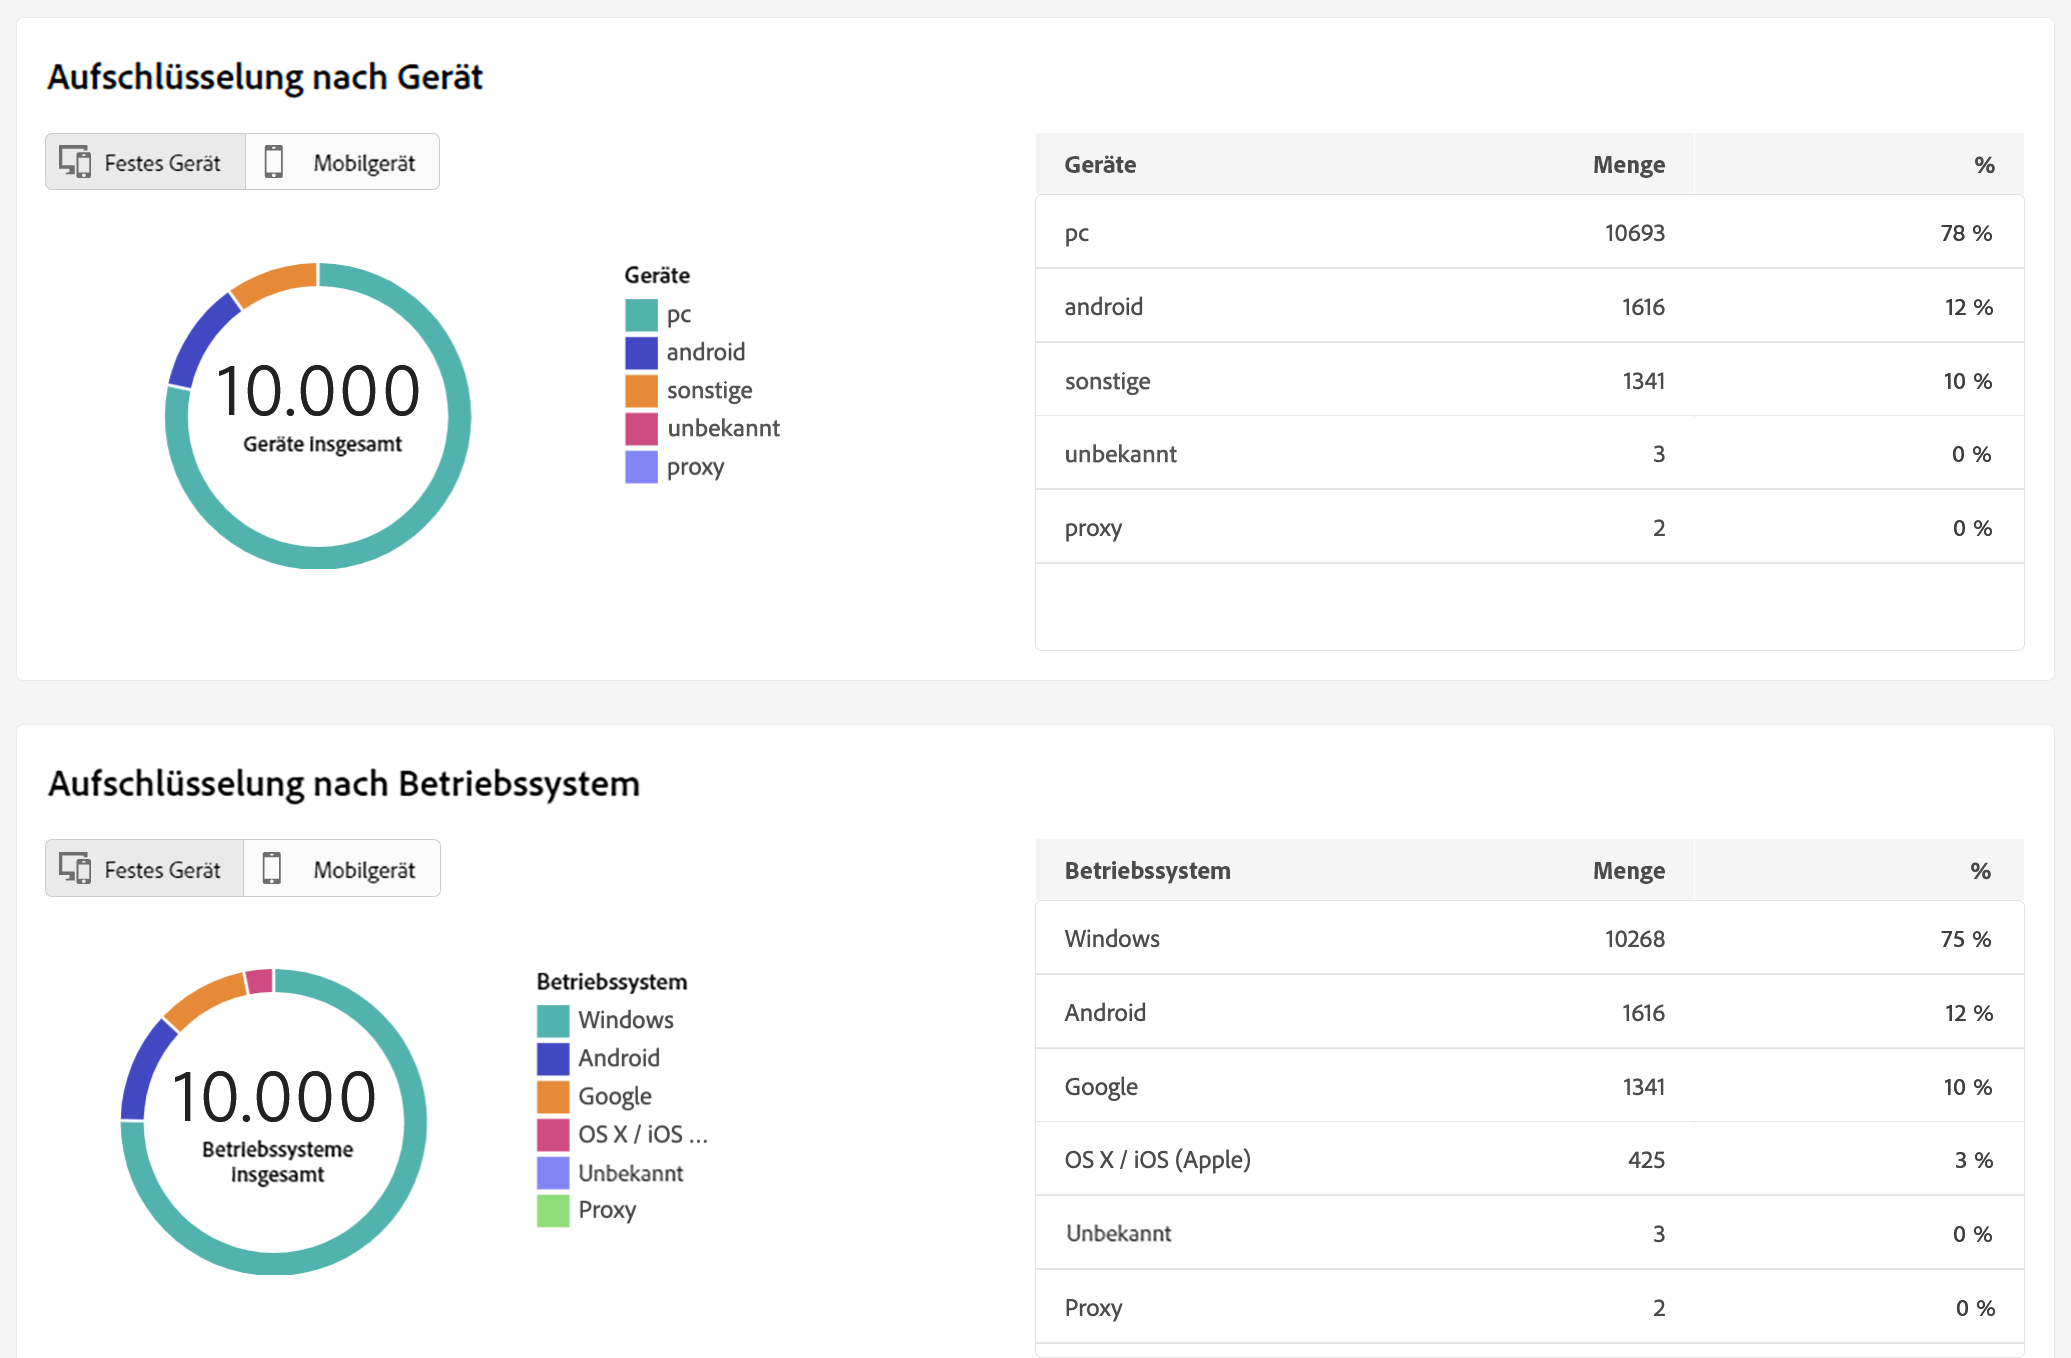 Aufschlüsselung nach Gerät
Festes Gerät Mobilgerät
10.000
Geräte insgesamt
Geräte
pc
android
sonstige
unbekannt
proxy
Geräte Menge %
pc 10693 78 %
android 1616 12 %
sonstige 1341 10 %
unbekannt 3 0 %
proxy 2 0 %
Aufschlüsselung nach Betriebssystem
Festes Gerät Mobilgerät
10.000
Betriebssysteme
insgesamt
Betriebssystem
Windows
Android
Google
OS X / iOS ...
Unbekannt
Proxy
Betriebssystem Menge %
Windows 10268 75 %
Android 1616 12 %
Google 1341 10 %
OS X / iOS (Apple) 425 3 %
Unbekannt 3 0 %
Proxy 2 0 %